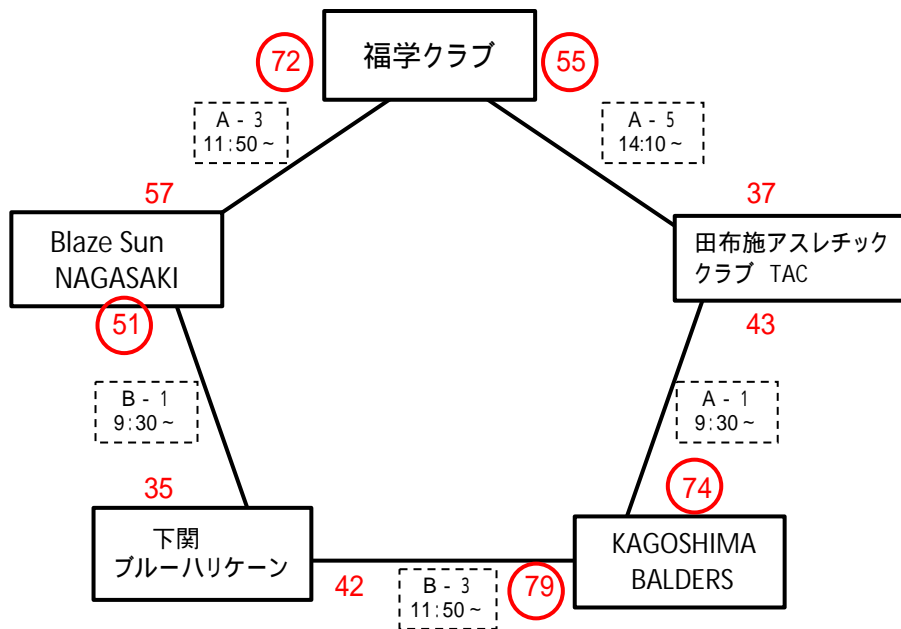 72
福学クラブ
55
A - 3
11:50~
A - 5
14:10~
57
37
Blaze Sun
NAGASAKI
田布施アスレチック
クラブ TAC
51
43
B - 1
9:30~
A - 1
9:30~
35
74
下関
ブルーハリケーン
KAGOSHIMA
BALDERS
42
B - 3
11:50~
79